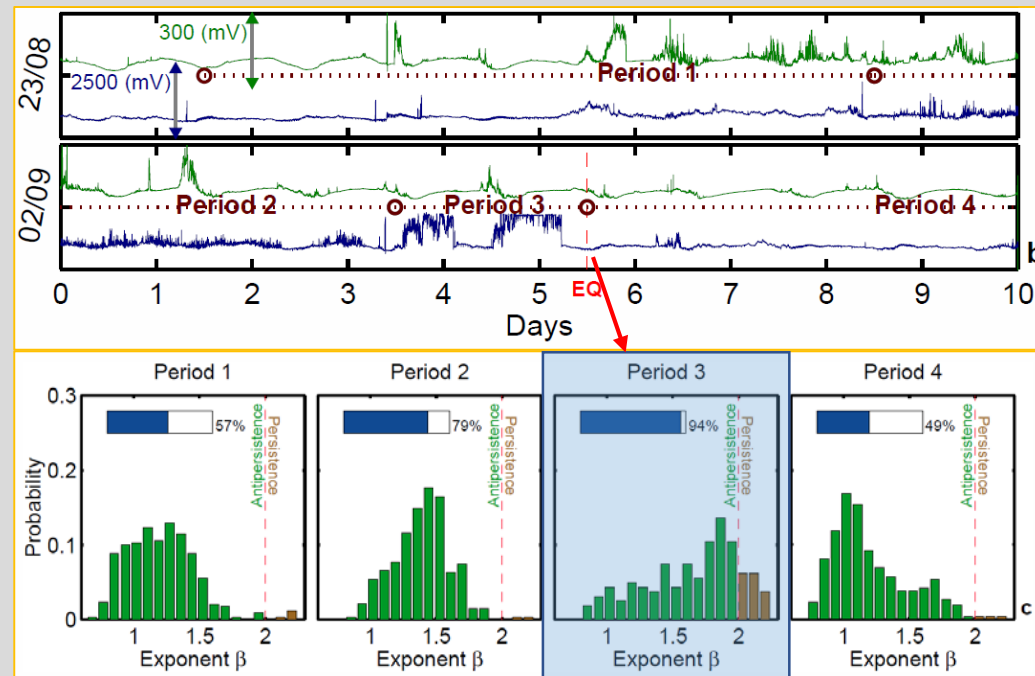 300 (mV)
23/08
2500 (mV)
Period 1
02/09
Period 2
Period 3
Period 4
b
0 1 2 3 4 5 6 7 8 9 10
EQ
Days
Period 1
Period 2
Period 3
Period 4
0.3
0.2
0.1
0
Probability
57%
79%
94%
49%
Antipersistence
Persistence
Antipersistence
Persistence
Antipersistence
Persistence
Antipersistence
Persistence
c
1 1.5 2
1 1.5 2
1 1.5 2
1 1.5 2
Exponent β
Exponent β
Exponent β
Exponent β